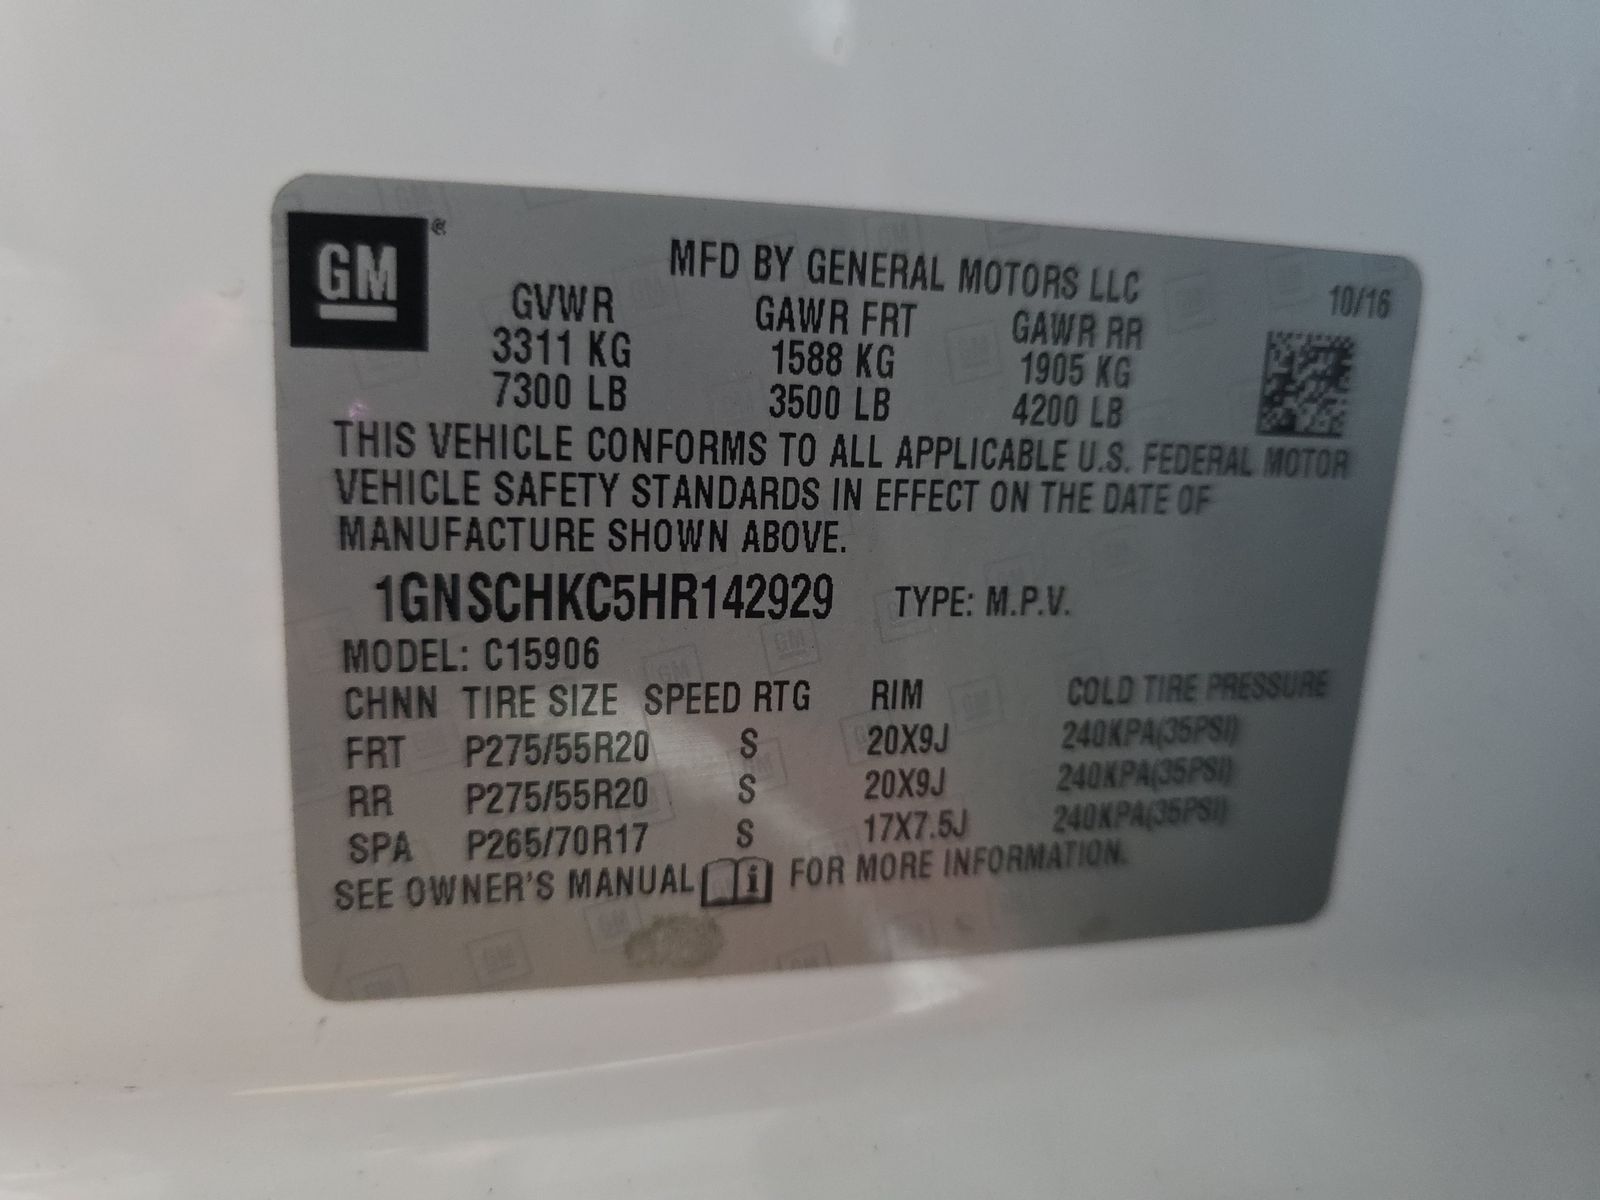 GM
MFD BY GENERAL MOTORS LLC
10/16
GVWR GAWR FRT GAWR RR
3311 KG 1588 KG 1905 KG
7300 LB 3500 LB 4200 LB
THIS VEHICLE CONFORMS TO ALL APPLICABLE U.S. FEDERAL MOTOR
VEHICLE SAFETY STANDARDS IN EFFECT ON THE DATE OF
MANUFACTURE SHOWN ABOVE.
1GNSCHKC5HR142929 TYPE: M.P.V.
MODEL: C15906
CHNN TIRE SIZE SPEED RTG RIM COLD TIRE PRESSURE
FRT P275/55R20 S 20X9J 240KPA(35PSI)
RR P275/55R20 S 20X9J 240KPA(35PSI)
SPA P265/70R17 S 17X7.5J 240KPA(35PSI)
SEE OWNER'S MANUAL i FOR MORE INFORMATION.